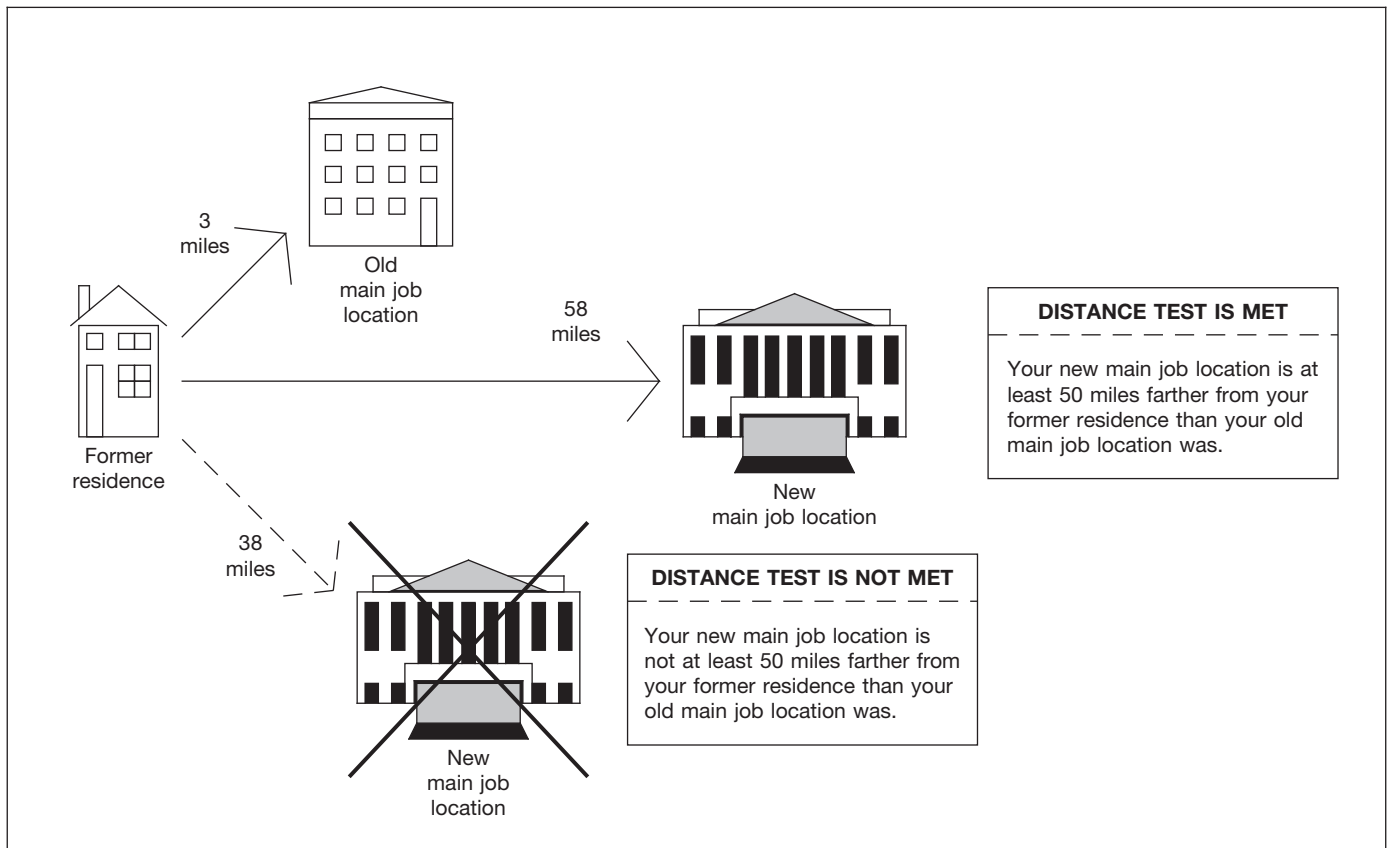 3
miles
Old
main job
location
58
miles
Former
residence
New
main job location
DISTANCE TEST IS MET
Your new main job location is at
least 50 miles farther from your
former residence than your old
main job location was.
38
miles
New
main job
location
DISTANCE TEST IS NOT MET
Your new main job location is
not at least 50 miles farther from
your former residence than your
old main job location was.